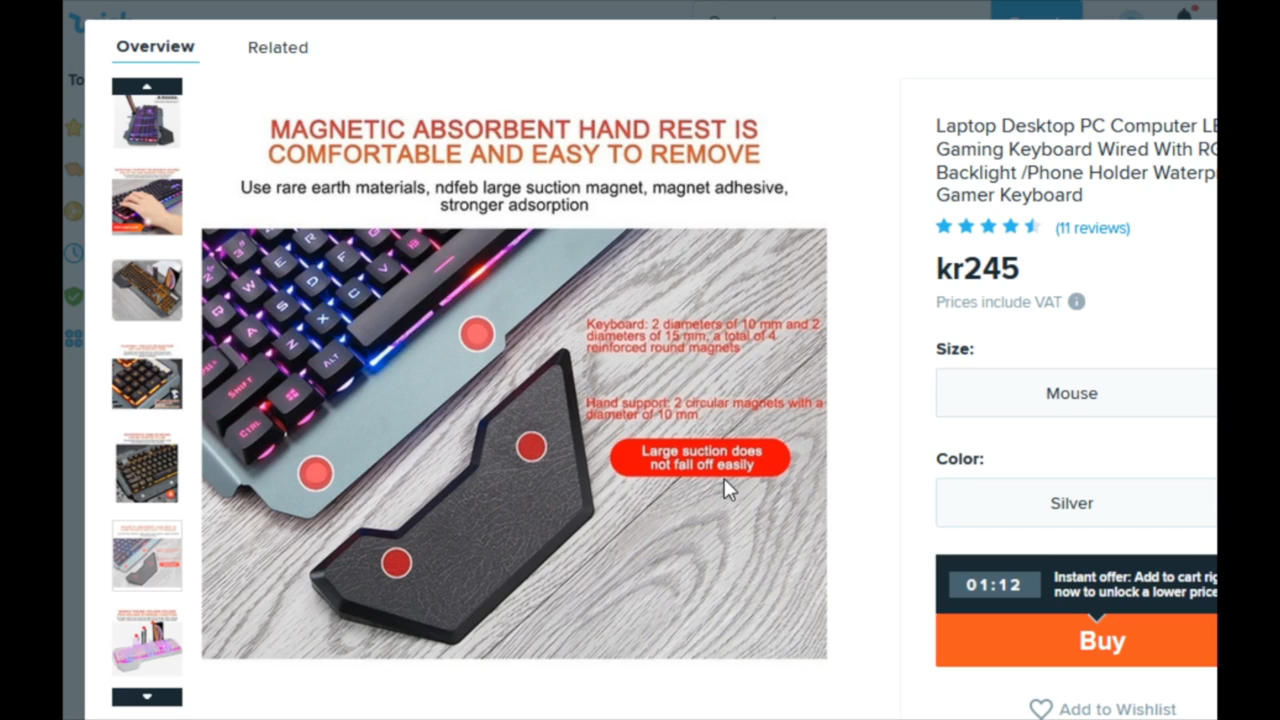 Overview
Related
To
MAGNETIC ABSORBENT HAND REST IS
COMFORTABLE AND EASY TO REMOVE
Use rare earth materials, ndfeb large suction magnet, magnet adhesive,
stronger adsorption
Keyboard: 2 diameters of 10 mm and 2
diameters of 15 mm, a total of 4
reinforced round magnets
Hand support: 2 circular magnets with a
diameter of 10 mm
Large suction does
not fall off easily
E
R
F
V
W
S
D
C
Q
A
Z
X
ALT
SHIFT
CTRL
Laptop Desktop PC Computer LE
Gaming Keyboard Wired With RG
Backlight /Phone Holder Waterp
Gamer Keyboard
(11 reviews)
kr245
Prices include VAT
Size:
Mouse
Color:
Silver
01:12
Instant offer: Add to cart rig
now to unlock a lower price
Buy
Add to Wishlist